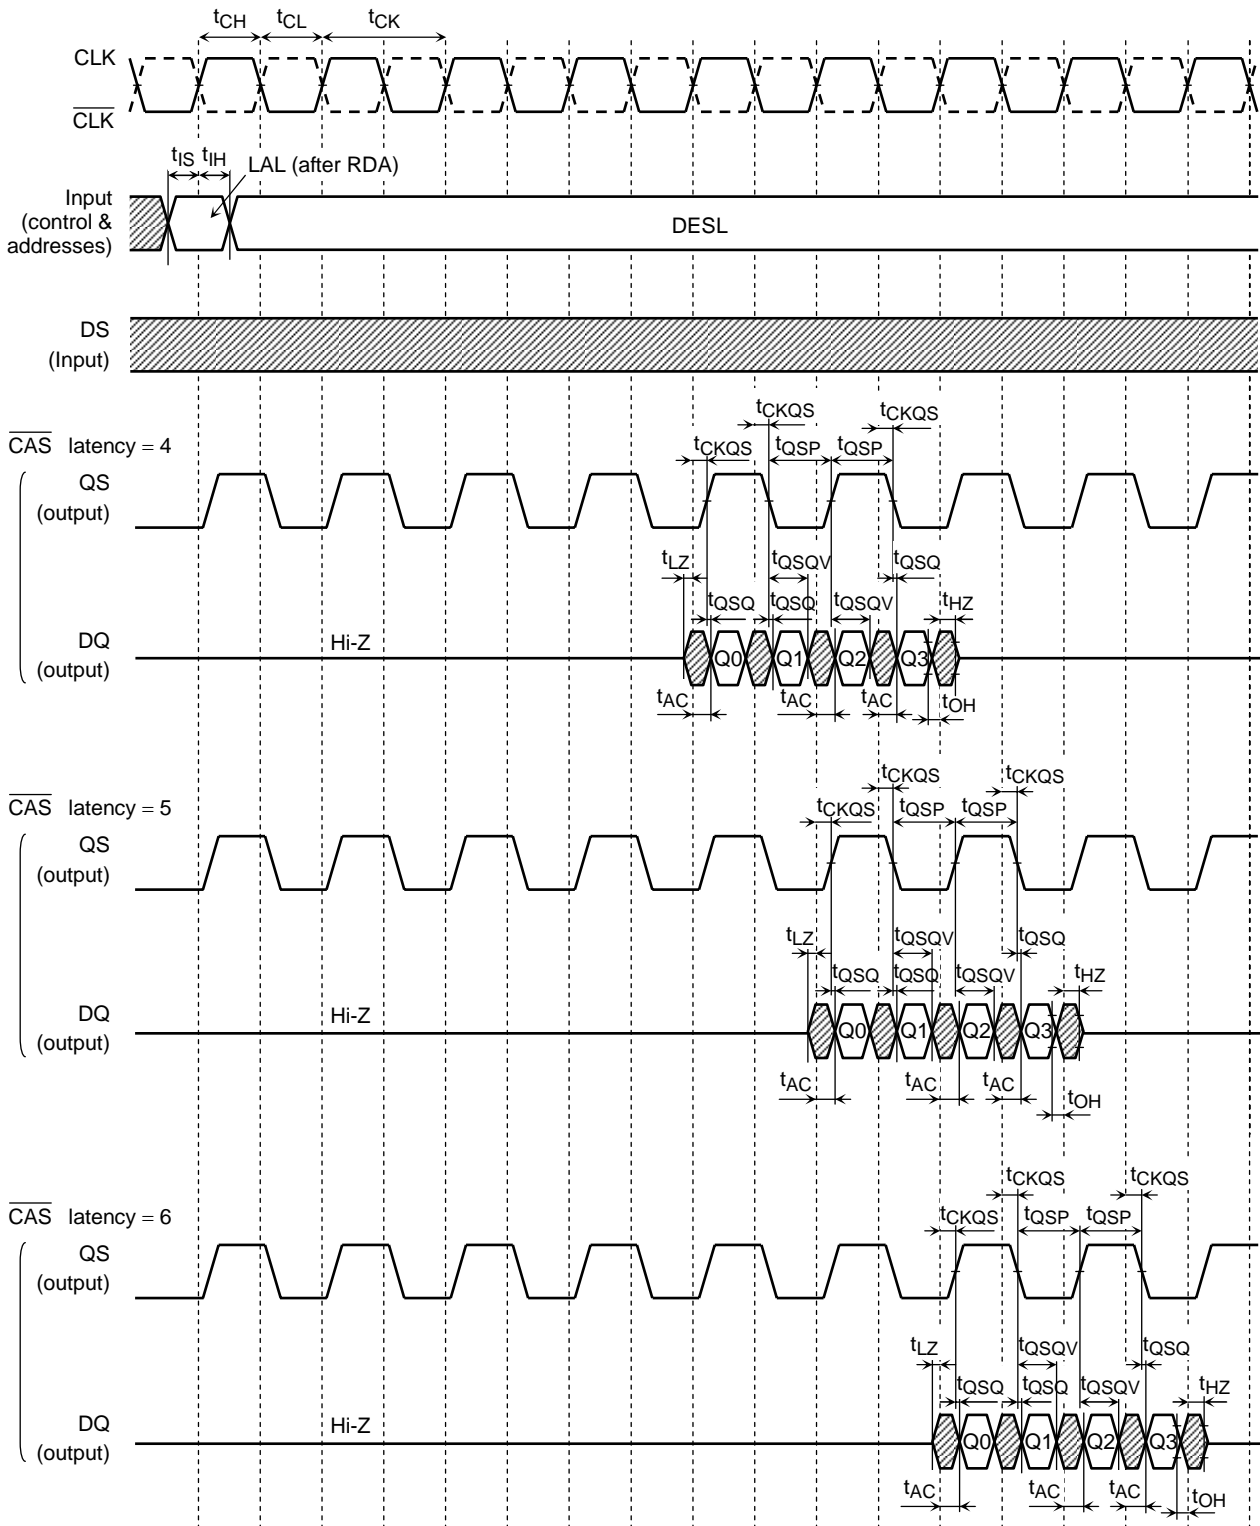 tCH tCL tCK
CLK
CLK
tIS tIH LAL (after RDA)
Input
(control &
addresses)
DESL
DS
(Input)
tCKQS tCKQS
CAS latency = 4
tCKQS tQSP tQSP
QS
(output)
tLZ tQSQV tQSQ
tQSQ tQSQ tQSQV tHZ
DQ
(output)
Hi-Z
Q0 Q1 Q2 Q3
tAC tAC tAC tOH
tCKQS tCKQS
CAS latency = 5
tCKQS tQSP tQSP
QS
(output)
tLZ tQSQV tQSQ
tQSQ tQSQ tQSQV tHZ
DQ
(output)
Hi-Z
Q0 Q1 Q2 Q3
tAC tAC tAC tOH
tCKQS tCKQS
CAS latency = 6
tCKQS tQSP tQSP
QS
(output)
tLZ tQSQV tQSQ
tQSQ tQSQ tQSQV tHZ
DQ
(output)
Hi-Z
Q0 Q1 Q2 Q3
tAC tAC tAC tOH